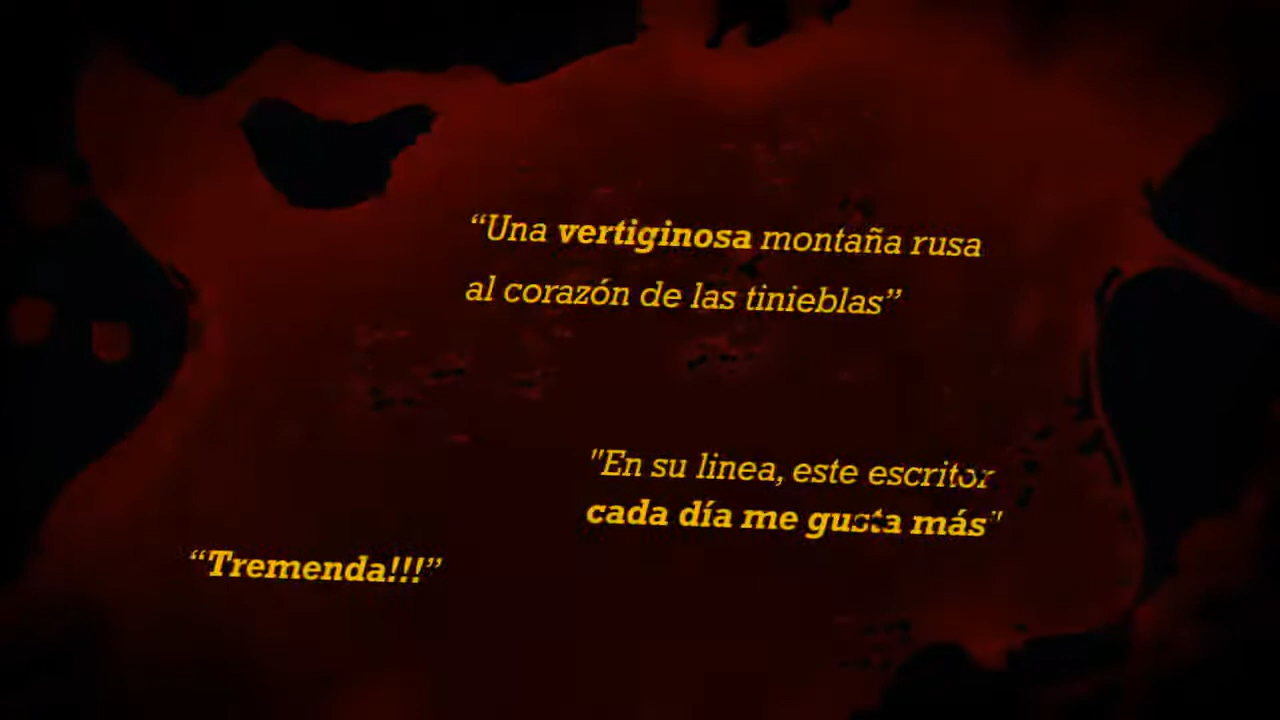 “Una vertiginosa montaña rusa
al corazón de las tinieblas”
"En su linea, este escritor
cada día me gusta más"
“Tremenda!!!”